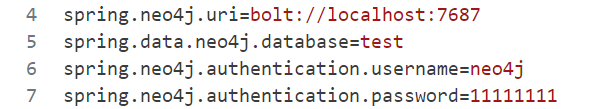 4 spring.neo4j.uri=bolt://localhost:7687
5 spring.data.neo4j.database=test
6 spring.neo4j.authentication.username=neo4j
7 spring.neo4j.authentication.password=11111111